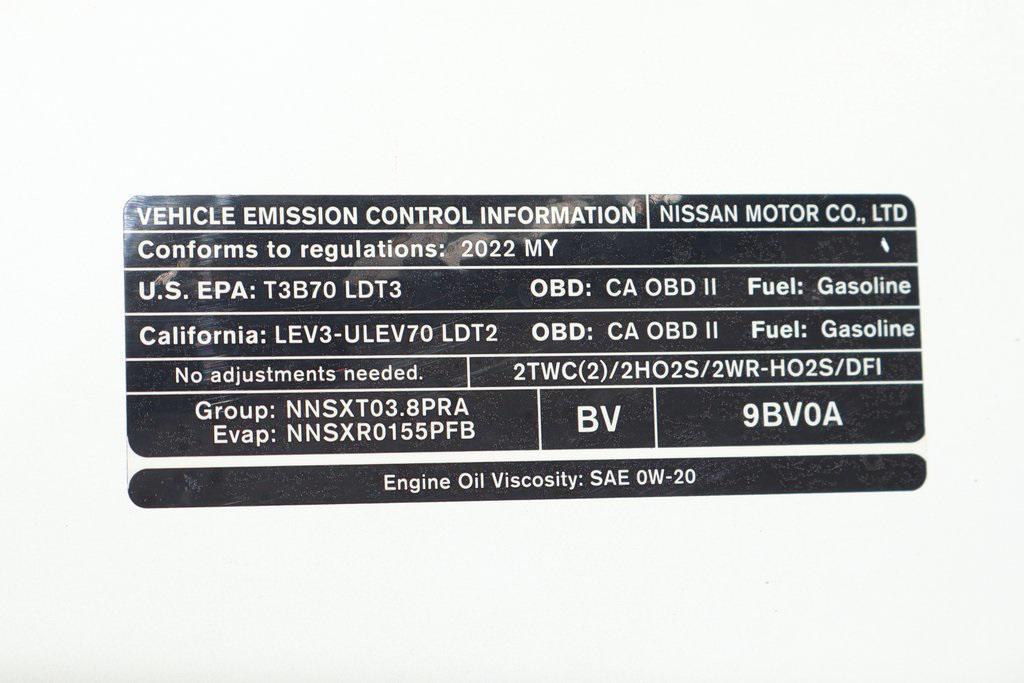 VEHICLE EMISSION CONTROL INFORMATION NISSAN MOTOR CO., LTD
Conforms to regulations: 2022 MY
U.S. EPA: T3B70 LDT3 OBD: CA OBD II Fuel: Gasoline
California: LEV3-ULEV70 LDT2 OBD: CA OBD II Fuel: Gasoline
No adjustments needed. 2TWC(2)/2HO2S/2WR-HO2S/DFI
Group: NNSXT03.8PRA
Evap: NNSXR0155PFB
BV 9BV0A
Engine Oil Viscosity: SAE 0W-20